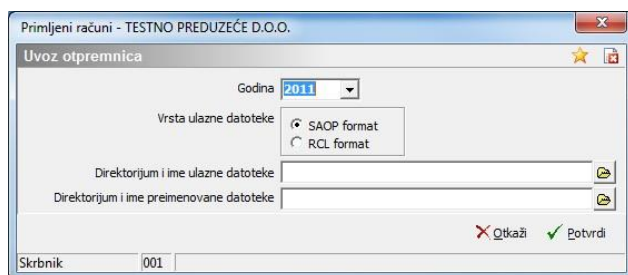 Primljeni računi - TESTNO PREDUZEĆE D.O.O.
Uvoz otpremnica
Godina 2011
Vrsta ulazne datoteke
SAOP format
RCL format
Direktorijum i ime ulazne datoteke
Direktorijum i ime preimenovane datoteke
Otkaži Potvrdi
Skrbnik 001